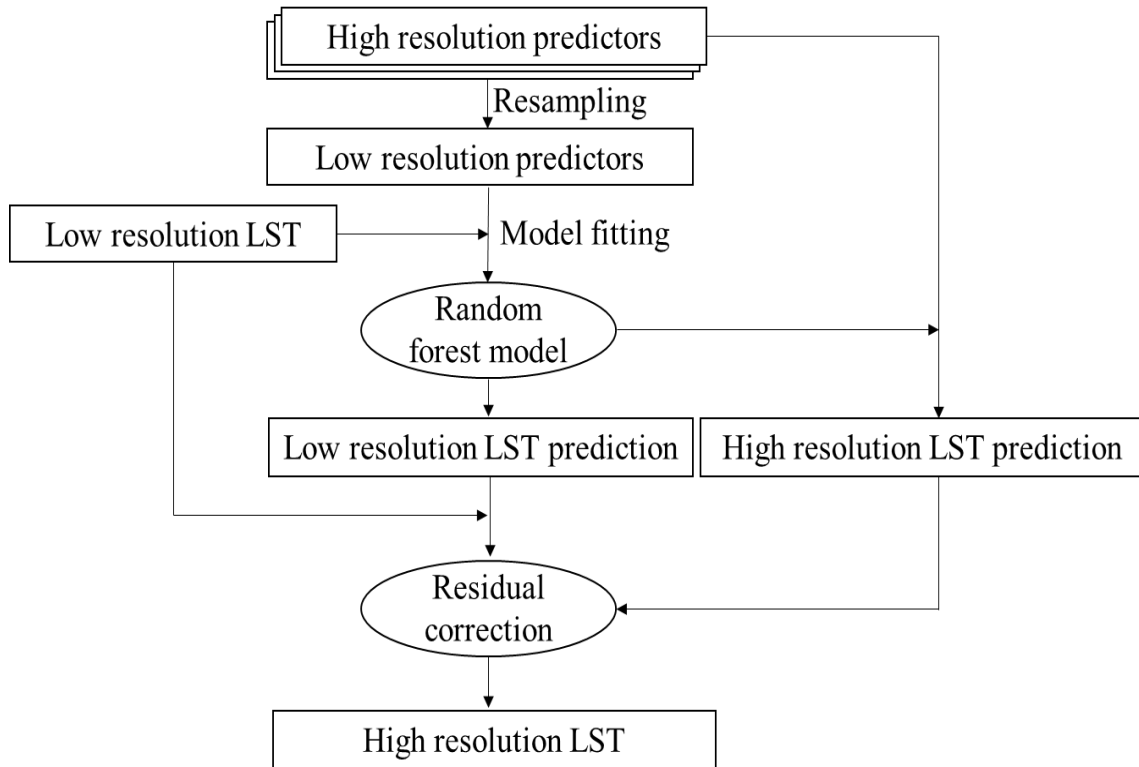 High resolution predictors
Resampling
Low resolution predictors
Low resolution LST
Model fitting
Random
forest model
Low resolution LST prediction
High resolution LST prediction
Residual
correction
High resolution LST